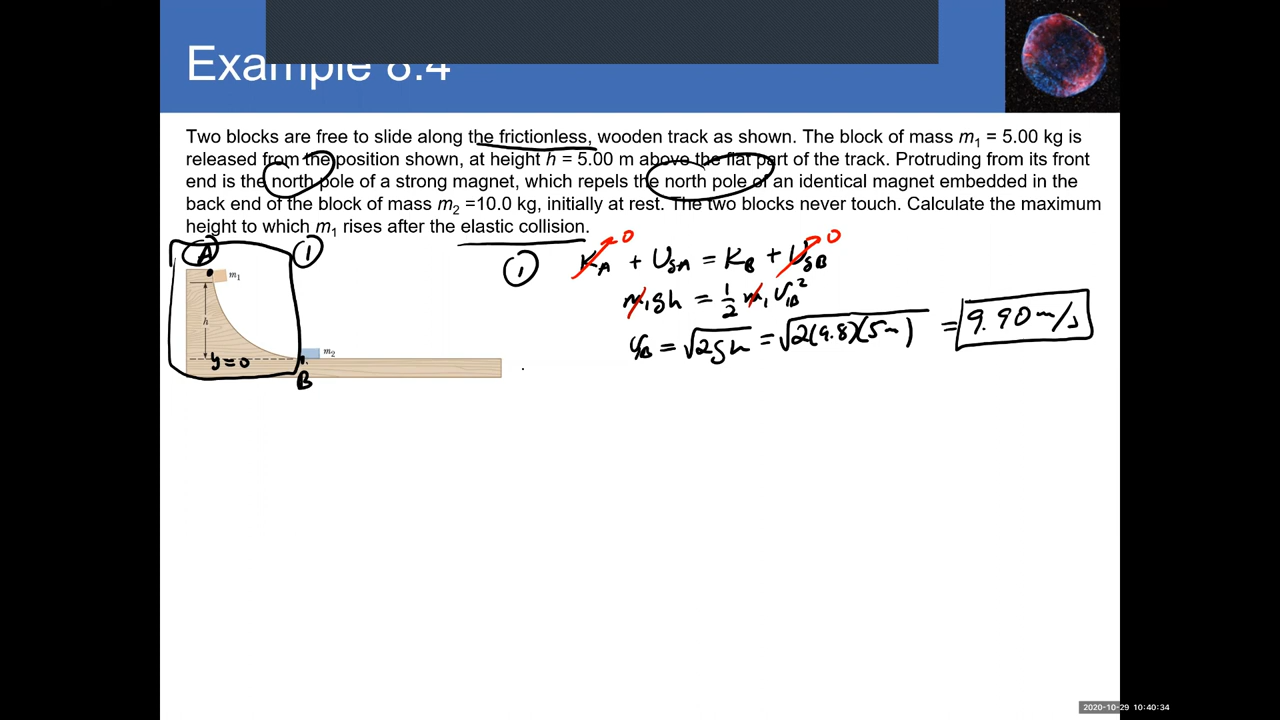 Example 8.4
Two blocks are free to slide along the frictionless, wooden track as shown. The block of mass m₁ = 5.00 kg is
released from the position shown, at height h = 5.00 m above the flat part of the track. Protruding from its front
end is the north pole of a strong magnet, which repels the north pole of an identical magnet embedded in the
back end of the block of mass m₂ =10.0 kg, initially at rest. The two blocks never touch. Calculate the maximum
height to which m₁ rises after the elastic collision.
A
1
m₁
h
m₂
y=0
B
1 K_A 0 + U_gA = K_B + U_gB 0
m₁gh = 1/2 m₁ v₁B²
v_B = √2gh = √2(9.8)(5m) = 9.90 m/s
2020-10-29 10:40:34